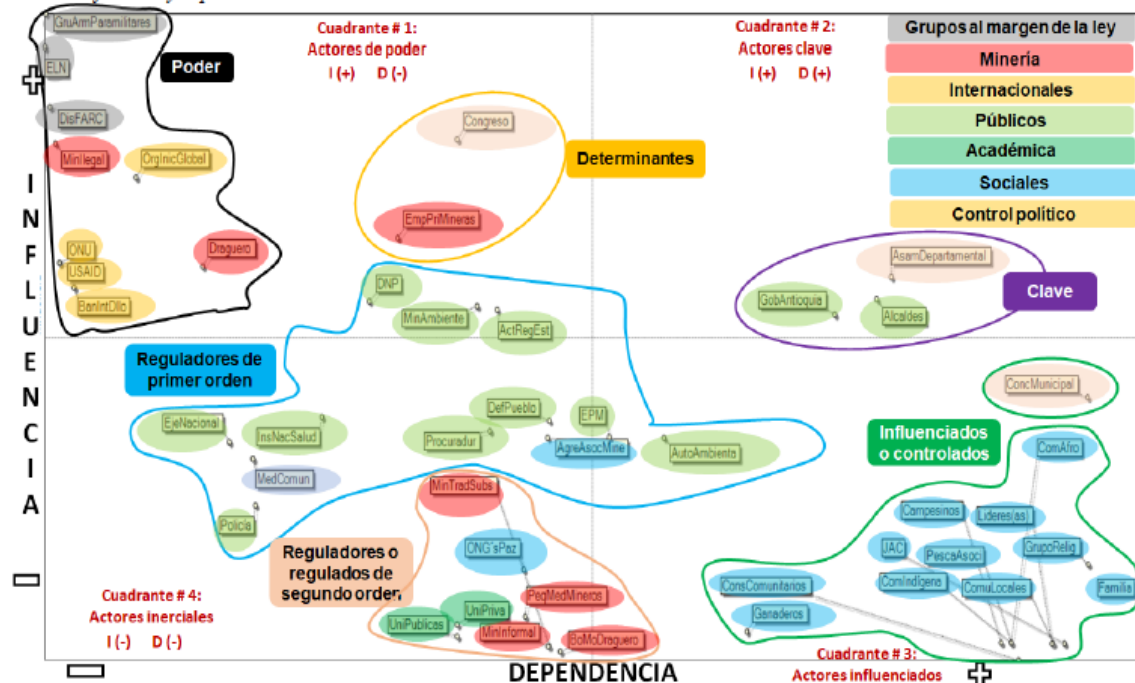 GruArmParamilitares
ELN
Poder
DisFARC
MinIlegal
OrgInicGlobal
ONU
USAID
BanIntDllo
Draguero
Cuadrante # 1:
Actores de poder
I (+) D (-)
Congreso
EmpPriMineras
Determinantes
Cuadrante # 2:
Actores clave
I (+) D (+)
Grupos al margen de la ley
Minería
Internacionales
Públicos
Académica
Sociales
Control político
AsamDepartamental
GobAntioquia
Alcaldes
Clave
INFLUENCIA
DNP
MinAmbiente
ActRegEst
Reguladores de
primer orden
EjeNacional
InsNacSalud
MedComun
Policía
DefPueblo
Procuradur
EPM
AgreAsocMine
AutoAmbienta
ConcMunicipal
Influenciados
o controlados
ComAfro
Campesinos
Lideres(as
JAC
PescaAsoci
GrupoRelig
ComIndígena
ComuLocales
Familia
ConsComunitarios
Ganaderos
MinTradSubs
ONG´sPaz
Reguladores o
regulados de
segundo orden
PeqMedMineros
UniPriva
UniPublicas
MinInformal
BoMoDraguero
Cuadrante # 4:
Actores inerciales
I (-) D (-)
DEPENDENCIA
Cuadrante # 3:
Actores influenciados